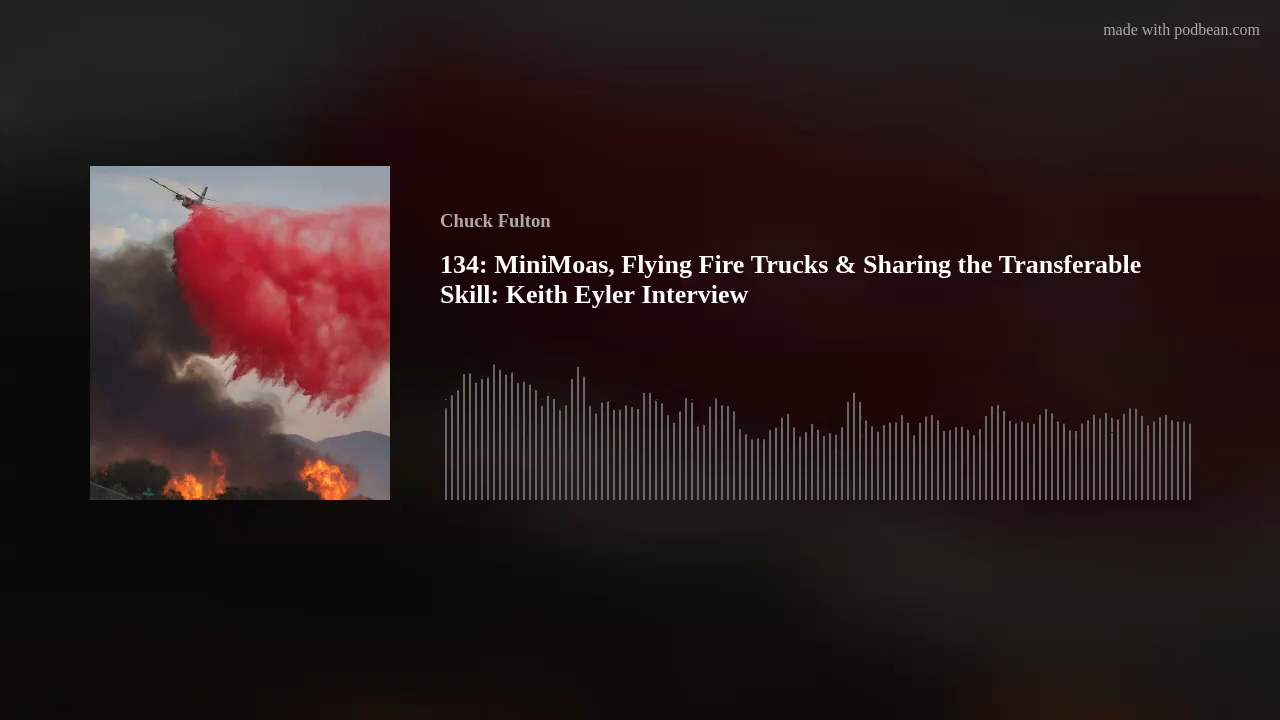 made with podbean.com
Chuck Fulton
134: MiniMoas, Flying Fire Trucks & Sharing the Transferable
Skill: Keith Eyler Interview